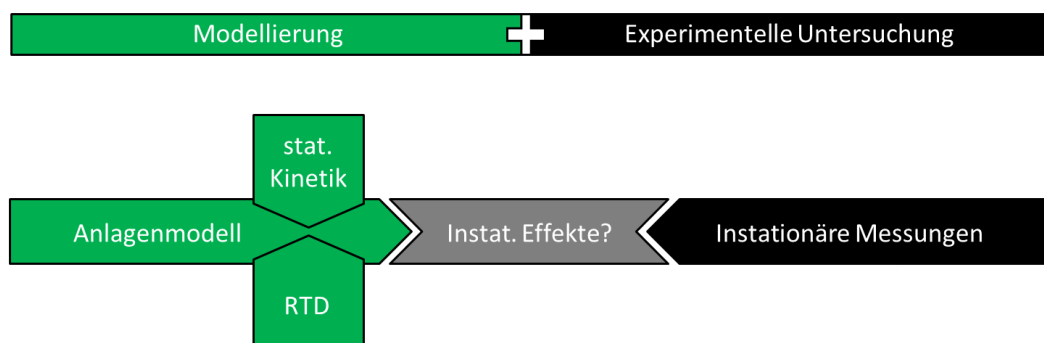 Modellierung
Experimentelle Untersuchung
stat.
Kinetik
Anlagenmodell
Instat. Effekte?
Instationäre Messungen
RTD